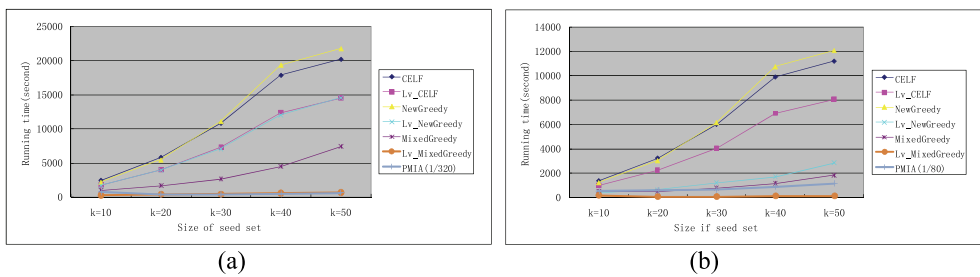 25000
20000
15000
10000
5000
0
Running time(second)
k=10 k=20 k=30 k=40 k=50
Size of seed set
CELF
Lv_CELF
NewGreedy
Lv_NewGreedy
MixedGreedy
Lv_MixedGreedy
PMIA(1/320)
(a)
14000
12000
10000
8000
6000
4000
2000
0
Running time(second)
k=10 k=20 k=30 k=40 k=50
Size if seed set
CELF
Lv_CELF
NewGreedy
Lv_NewGreedy
MixedGreedy
Lv_MixedGreedy
PMIA(1/80)
(b)